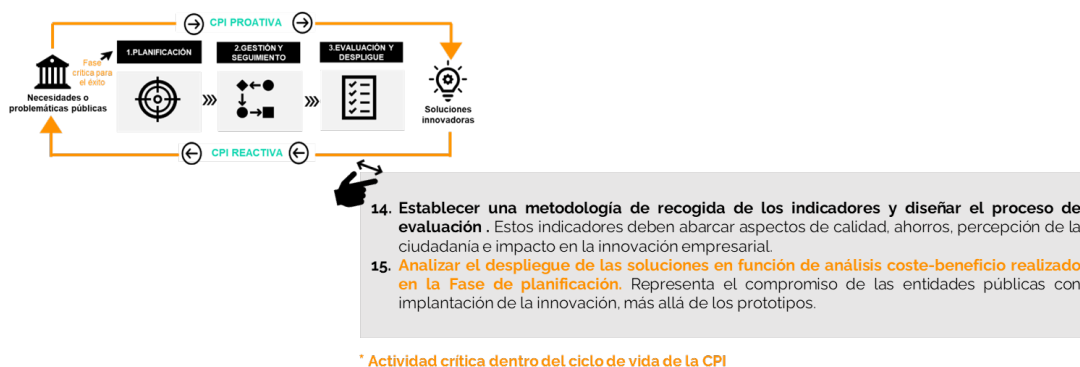 CPI PROATIVA
Fase
crítica para
el éxito
1.PLANIFICACIÓN
2.GESTIÓN Y
SEGUIMIENTO
3.EVALUACIÓN Y
DESPLIGUE
Necesidades o
problemáticas públicas
Soluciones
innovadoras
CPI REACTIVA
14. Establecer una metodología de recogida de los indicadores y diseñar el proceso de
evaluación . Estos indicadores deben abarcar aspectos de calidad, ahorros, percepción de la
ciudadanía e impacto en la innovación empresarial.
15. Analizar el despliegue de las soluciones en función de análisis coste-beneficio realizado
en la Fase de planificación. Representa el compromiso de las entidades públicas con
implantación de la innovación, más allá de los prototipos.
* Actividad crítica dentro del ciclo de vida de la CPI